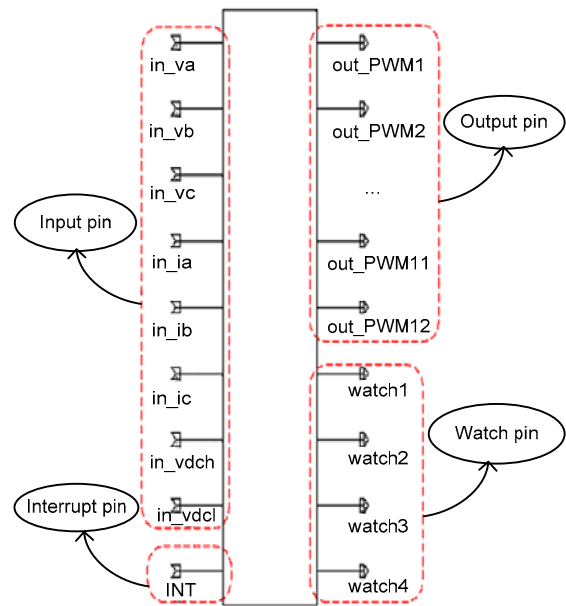 in_va
out_PWM1
in_vb
out_PWM2
Output pin
in_vc
...
Input pin
in_ia
out_PWM11
in_ib
out_PWM12
in_ic
watch1
in_vdch
watch2
Watch pin
Interrupt pin
in_vdcl
watch3
INT
watch4